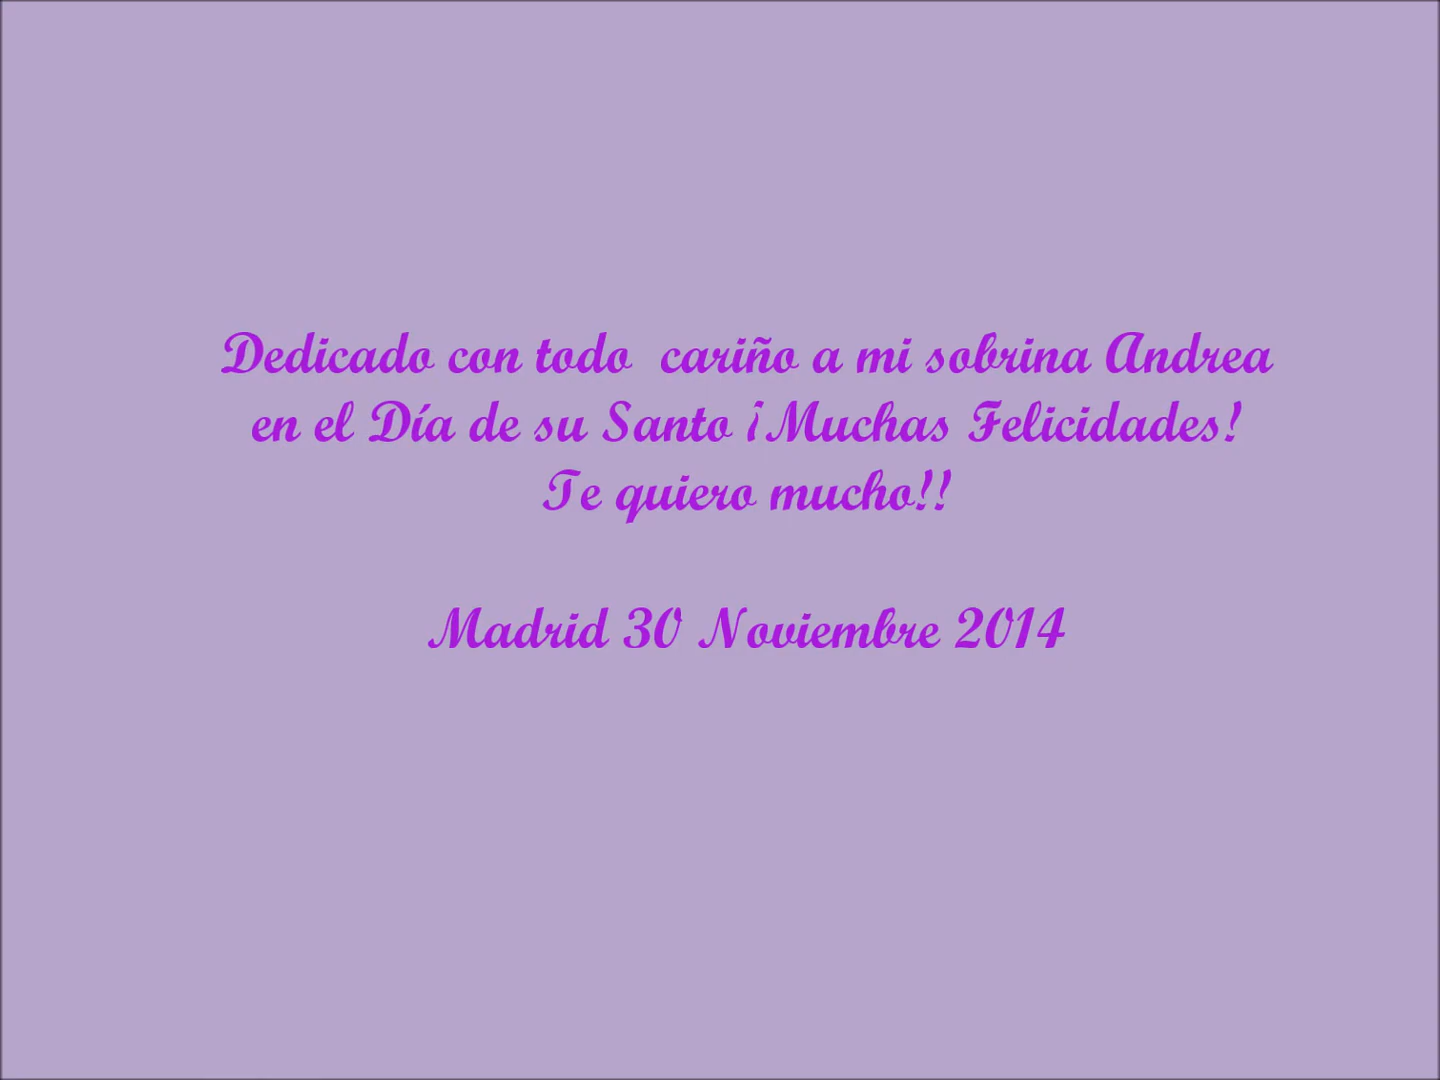 Dedicado con todo  cariño a mi sobrina Andrea
en el Día de su Santo ¡Muchas Felicidades!
Te quiero mucho!!
Madrid 30 Noviembre 2014